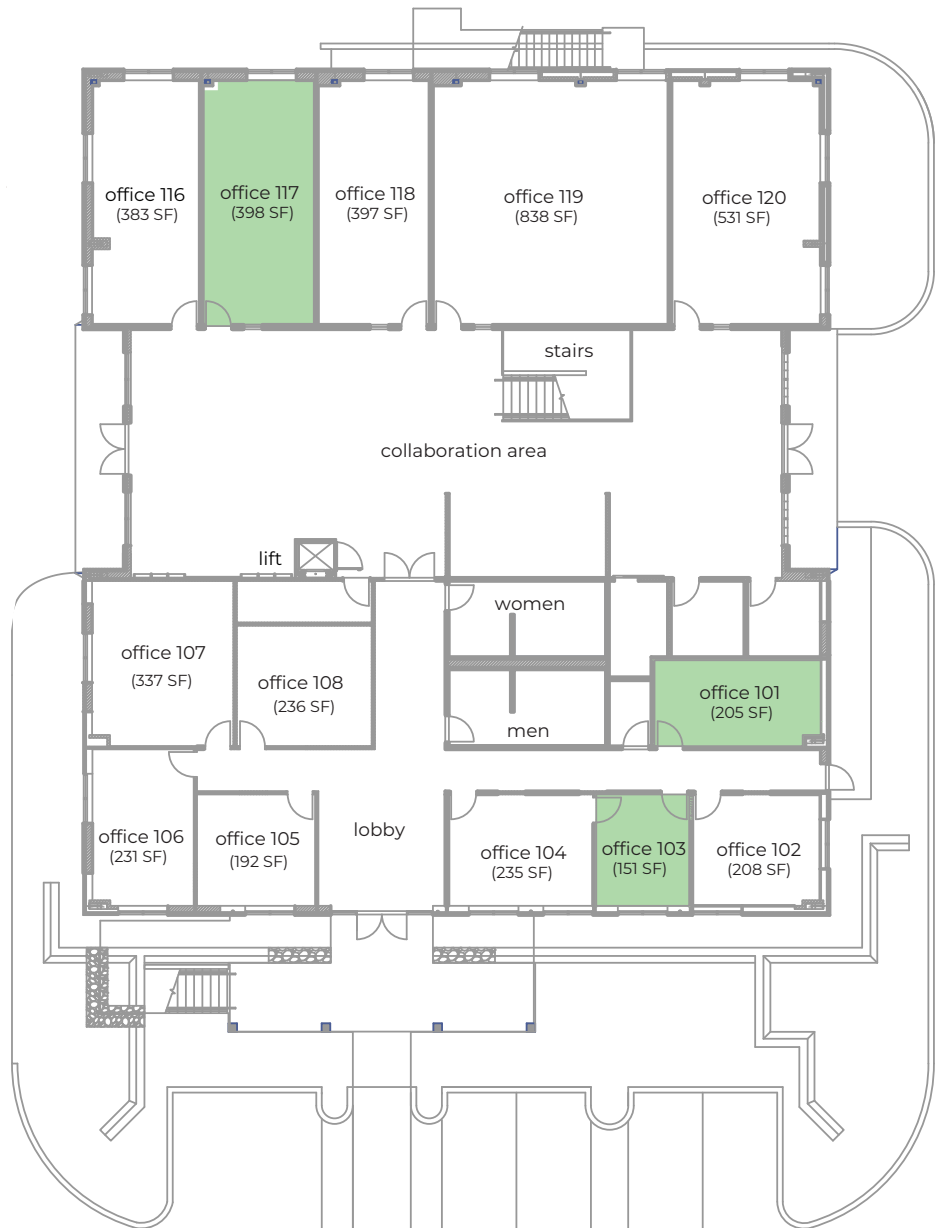 office 116
(383 SF)
office 117
(398 SF)
office 118
(397 SF)
office 119
(838 SF)
office 120
(531 SF)
stairs
collaboration area
lift
women
office 107
(337 SF)
office 108
(236 SF)
office 101
(205 SF)
men
office 106
(231 SF)
office 105
(192 SF)
lobby
office 104
(235 SF)
office 103
(151 SF)
office 102
(208 SF)